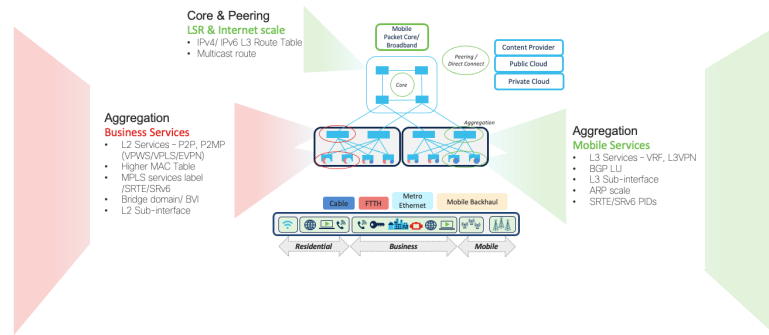 Core & Peering
LSR & Internet scale
• IPv4/ IPv6 L3 Route Table
• Multicast route
Mobile
Packet Core/
Broadband
Peering /
Direct Connect
Content Provider
Public Cloud
Private Cloud
Core
Aggregation
Aggregation
Business Services
• L2 Services – P2P, P2MP
(VPWS/VPLS/EVPN)
• Higher MAC Table
• MPLS services label
/SRTE/SRv6
• Bridge domain/ BVI
• L2 Sub-interface
Aggregation
Mobile Services
• L3 Services – VRF, L3VPN
• BGP LU
• L3 Sub-interface
• ARP scale
• SRTE/SRv6 PIDs
Cable
FTTH
Metro
Ethernet
Mobile Backhaul
Residential
Business
Mobile